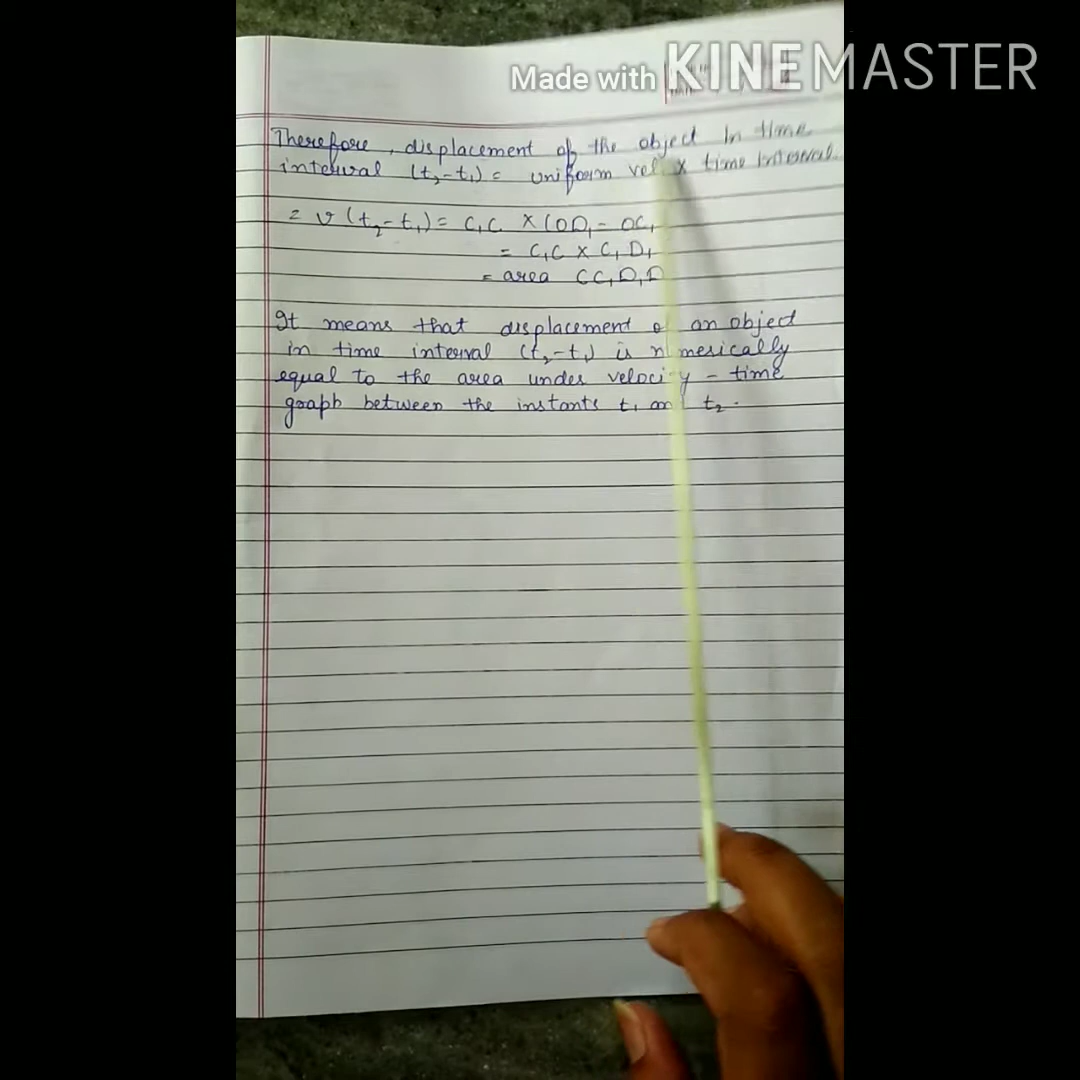 Made with KINEMASTER
Therefore, displacement of the object in time
interval (t₂-t₁) = uniform vel. x time interval.
= v (t₂-t₁) = C₁C × (OD₁ - OC₁
= C₁C × C₁D₁
= area CC₁D₁D
It means that displacement of an object
in time interval (t₂-t₁) is numerically
equal to the area under velocity - time
graph between the instants t₁ and t₂.